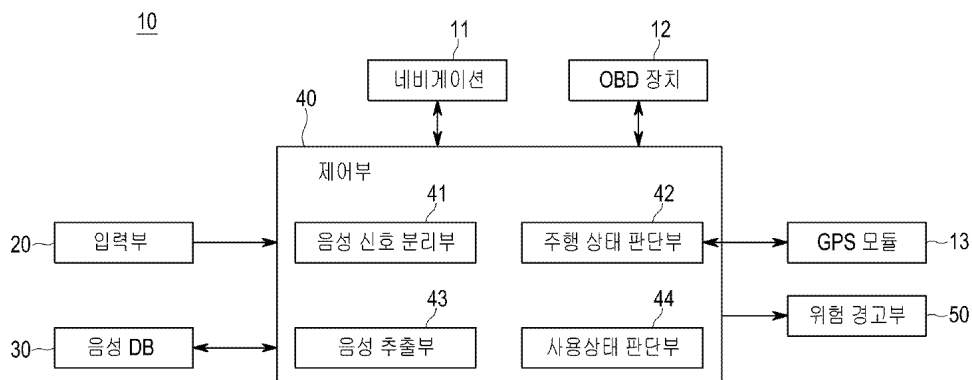 10
11
12
네비게이션
OBD 장치
40
제어부
41
42
20
입력부
음성 신호 분리부
주행 상태 판단부
GPS 모듈
13
43
44
위험 경고부
50
30
음성 DB
음성 추출부
사용상태 판단부